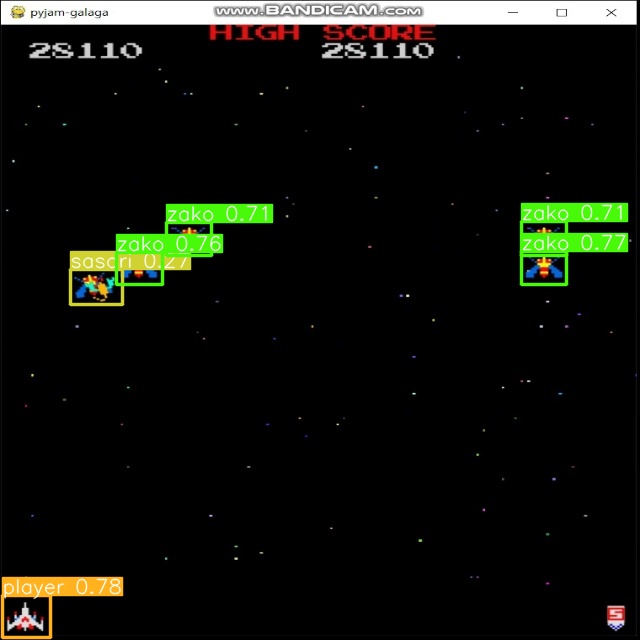 pyjam-galaga
www.BANDICAM.com
HIGH SCORE
28110 28110
zako 0.71
zako 0.71
zako 0.76
zako 0.77
sasori 0.27
player 0.78
5